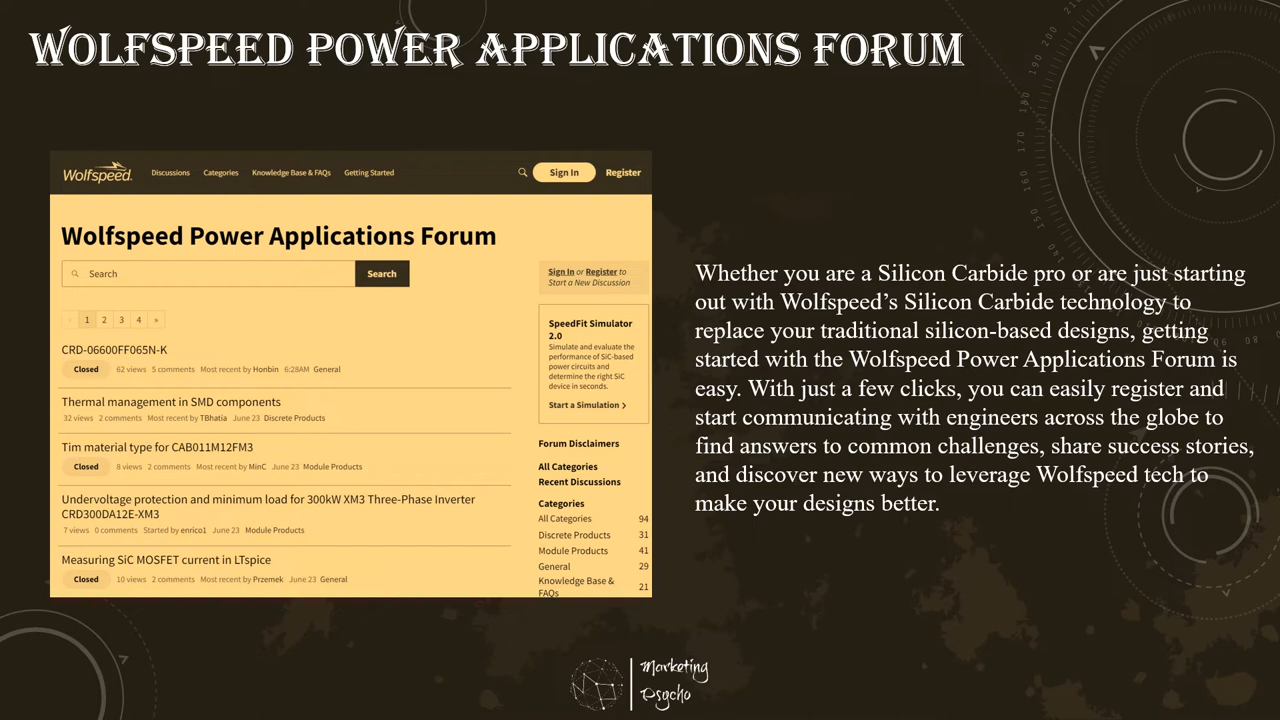 WOLFSPEED POWER APPLICATIONS FORUM
Wolfspeed.
Discussions Categories Knowledge Base & FAQs Getting Started
Sign In Register
Wolfspeed Power Applications Forum
Search Search
« 1 2 3 4 »
CRD-06600FF065N-K
Closed 62 views 5 comments Most recent by Honbin 6:28AM General
Thermal management in SMD components
32 views 2 comments Most recent by TBhatia June 23 Discrete Products
Tim material type for CAB011M12FM3
Closed 8 views 2 comments Most recent by MinC June 23 Module Products
Undervoltage protection and minimum load for 300kW XM3 Three-Phase Inverter
CRD300DA12E-XM3
7 views 0 comments Started by enrico1 June 23 Module Products
Measuring SiC MOSFET current in LTspice
Closed 10 views 2 comments Most recent by Przemek June 23 General
Sign In or Register to
Start a New Discussion
SpeedFit Simulator
2.0
Simulate and evaluate the
performance of SiC-based
power circuits and
determine the right SiC
device in seconds.
Start a Simulation >
Forum Disclaimers
All Categories
Recent Discussions
Categories
All Categories 94
Discrete Products 31
Module Products 41
General 29
Knowledge Base & 21
FAQs
Whether you are a Silicon Carbide pro or are just starting
out with Wolfspeed’s Silicon Carbide technology to
replace your traditional silicon-based designs, getting
started with the Wolfspeed Power Applications Forum is
easy. With just a few clicks, you can easily register and
start communicating with engineers across the globe to
find answers to common challenges, share success stories,
and discover new ways to leverage Wolfspeed tech to
make your designs better.
Marketing
Psycho
210
200
190
180
170
160
150
140